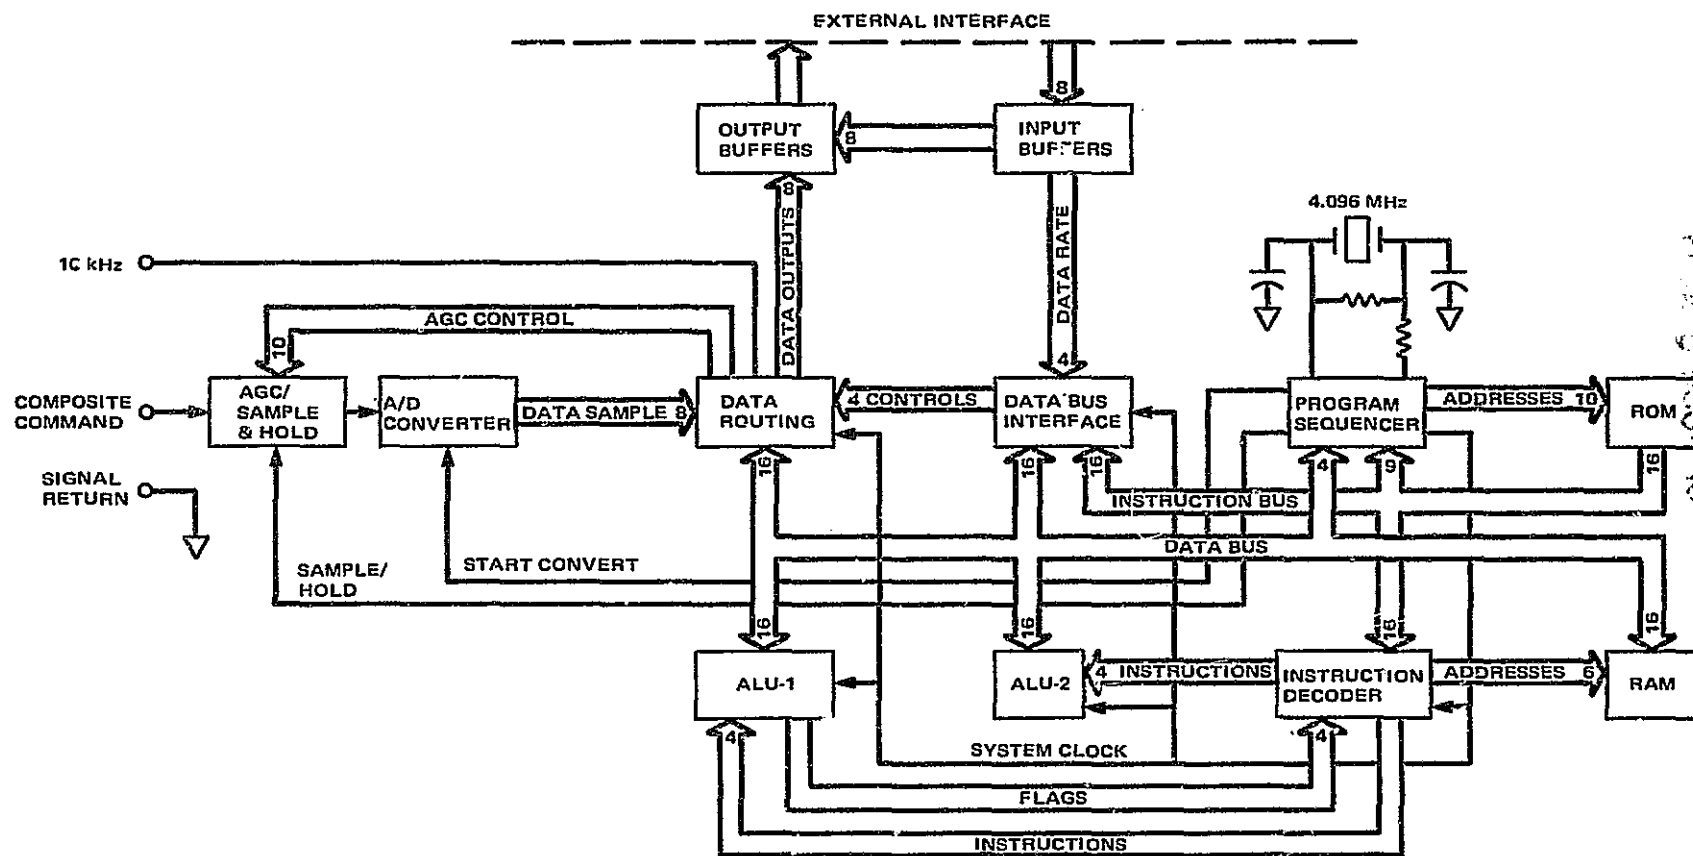 EXTERNAL INTERFACE
8
OUTPUT
BUFFERS
8
INPUT
BUFFERS
8
DATA OUTPUTS
DATA RATE
4
4.096 MHz
10 kHz
AGC CONTROL
10
COMPOSITE
COMMAND
AGC/
SAMPLE
& HOLD
A/D
CONVERTER
DATA SAMPLE 8
DATA
ROUTING
4 CONTROLS
DATA BUS
INTERFACE
PROGRAM
SEQUENCER
ADDRESSES 10
ROM
SIGNAL
RETURN
16
16
16
4
9
16
INSTRUCTION BUS
DATA BUS
START CONVERT
SAMPLE/
HOLD
16
16
16
16
ALU-1
ALU-2
4 INSTRUCTIONS
INSTRUCTION
DECODER
ADDRESSES 6
RAM
4
4
SYSTEM CLOCK
FLAGS
INSTRUCTIONS